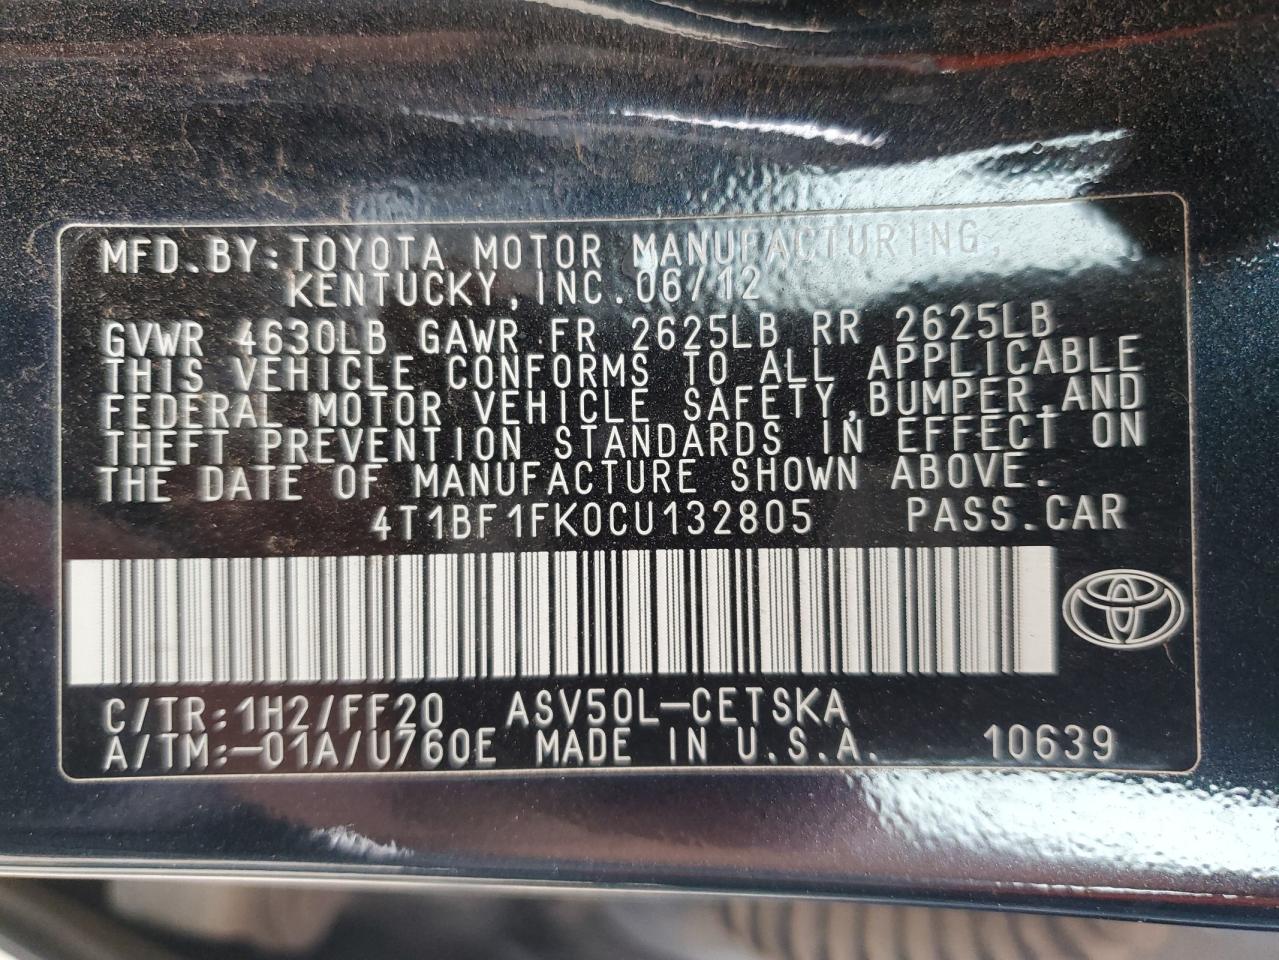 MFD.BY:TOYOTA MOTOR MANUFACTURING,
KENTUCKY,INC.06/12
GVWR 4630LB GAWR FR 2625LB RR 2625LB
THIS VEHICLE CONFORMS TO ALL APPLICABLE
FEDERAL MOTOR VEHICLE SAFETY,BUMPER,AND
THEFT PREVENTION STANDARDS IN EFFECT ON
THE DATE OF MANUFACTURE SHOWN ABOVE.
4T1BF1FK0CU132805 PASS.CAR
C/TR:1H2/FF20 ASV50L-CETSKA
A/TM:-01A/U760E MADE IN U.S.A. 10639